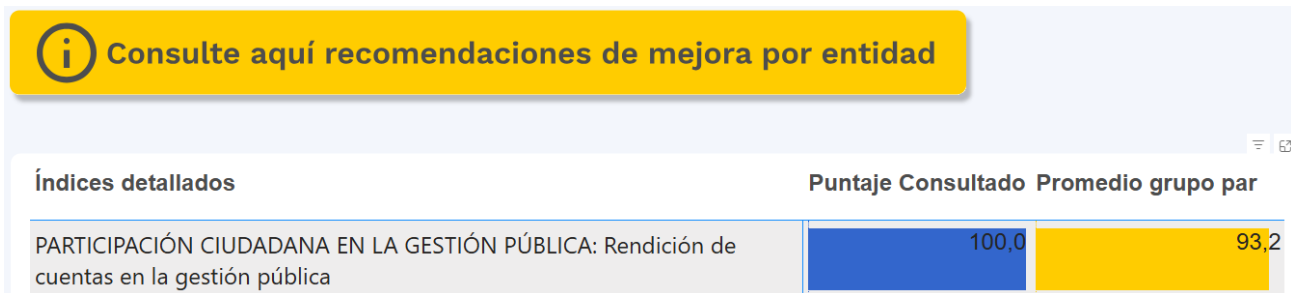 Consulte aquí recomendaciones de mejora por entidad
Índices detallados Puntaje Consultado Promedio grupo par
PARTICIPACIÓN CIUDADANA EN LA GESTIÓN PÚBLICA: Rendición de 100,0 93,2
cuentas en la gestión pública